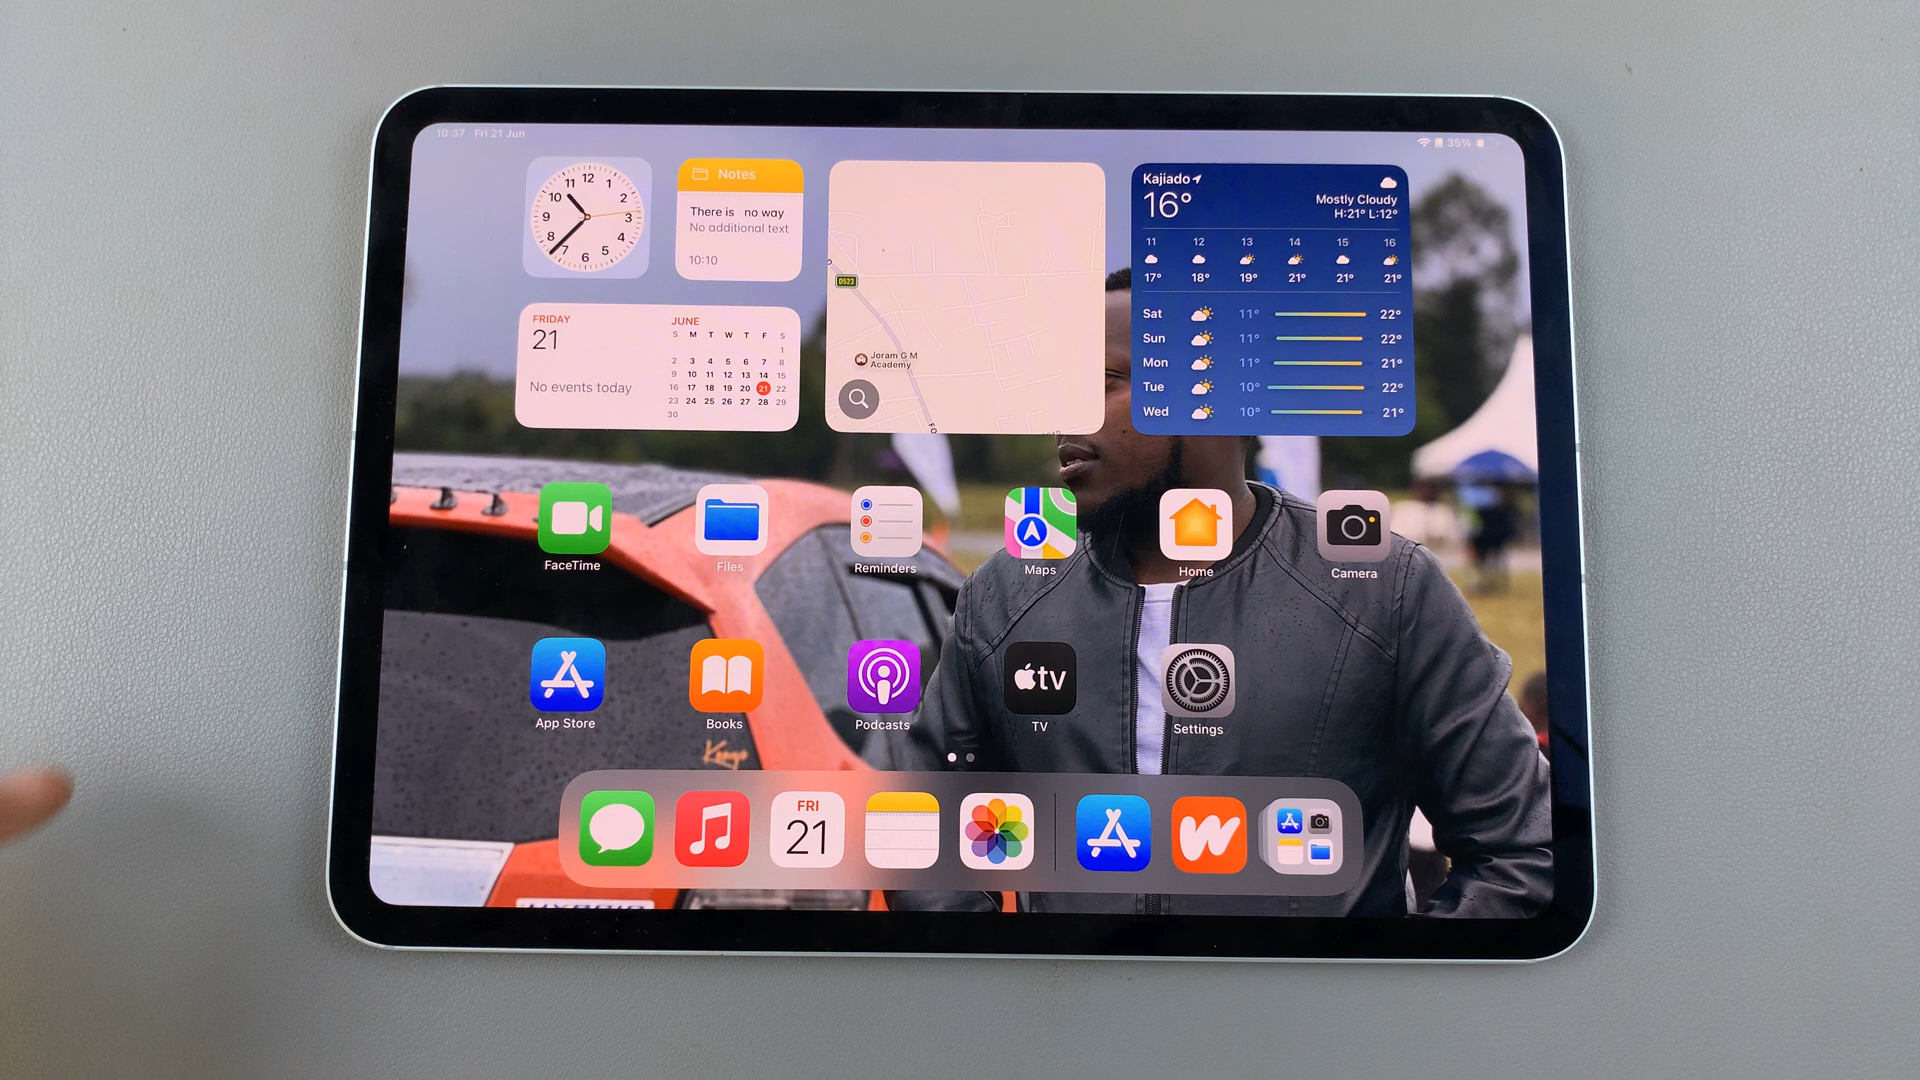 10:37 Fri 21 Jun
35%
12
1
2
3
4
5
6
7
8
9
10
11
Notes
There is no way
No additional text
10:10
D523
Joram G M
Academy
FO
Kajiado
16°
Mostly Cloudy
H:21° L:12°
11 12 13 14 15 16
17° 18° 19° 21° 21° 21°
Sat 11° 22°
Sun 11° 22°
Mon 11° 21°
Tue 10° 22°
Wed 10° 21°
FRIDAY
21
No events today
JUNE
S M T W T F S
1
2 3 4 5 6 7 8
9 10 11 12 13 14 15
16 17 18 19 20 21 22
23 24 25 26 27 28 29
30
FaceTime
Files
Reminders
Maps
Home
Camera
tv
App Store
Books
Podcasts
TV
Settings
FRI
21
HYBRID